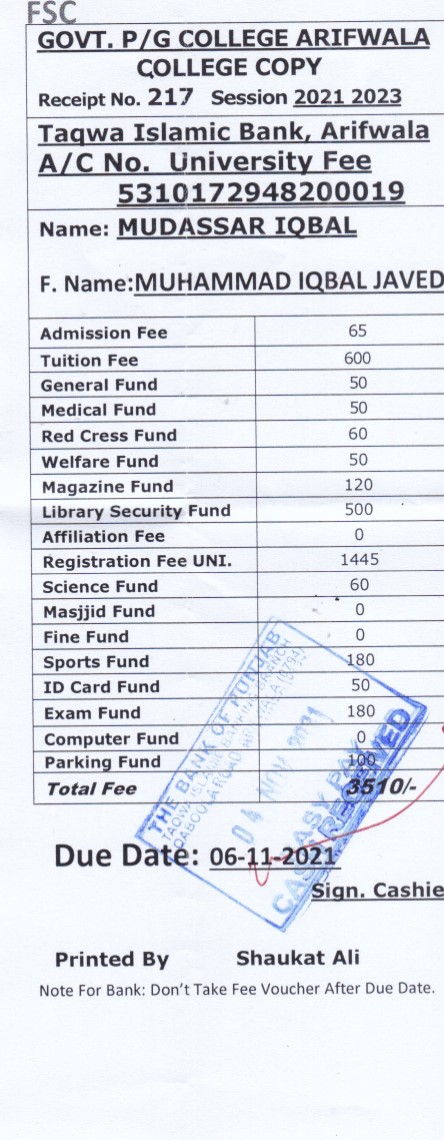 FSC
GOVT. P/G COLLEGE ARIFWALA
COLLEGE COPY
Receipt No. 217 Session 2021 2023
Taqwa Islamic Bank, Arifwala
A/C No. University Fee
5310172948200019
Name: MUDASSAR IQBAL
F. Name:MUHAMMAD IQBAL JAVED
Admission Fee 65
Tuition Fee 600
General Fund 50
Medical Fund 50
Red Cress Fund 60
Welfare Fund 50
Magazine Fund 120
Library Security Fund 500
Affiliation Fee 0
Registration Fee UNI. 1445
Science Fund 60
Masjjid Fund 0
Fine Fund 0
Sports Fund 180
ID Card Fund 50
Exam Fund 180
Computer Fund 0
Parking Fund 100
Total Fee 3510/-
THE BANK OF PUNJAB
TAQWA ISLAMIC BANKING BRANCH
QABOOLA ROAD ARIFWALA (0794)
04 NOV 2021
CASH
RECEIVED
Due Date: 06-11-2021
Sign. Cashie
Printed By Shaukat Ali
Note For Bank: Don't Take Fee Voucher After Due Date.